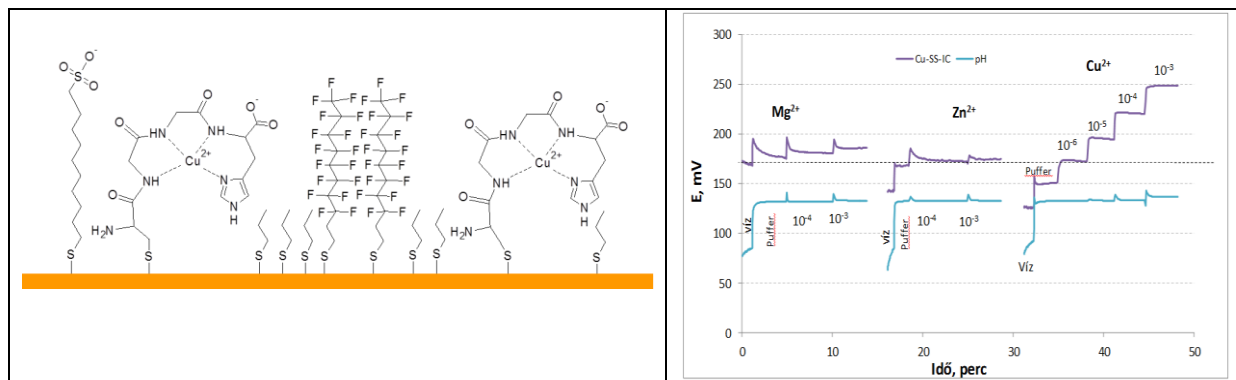 300
250
200
150
100
50
0
E, mV
0
10
20
30
40
50
Idő, perc
Cu-SS-IC
pH
Mg²⁺
Zn²⁺
Cu²⁺
víz
Puffer
10⁻⁴
10⁻³
víz
Puffer
10⁻⁴
10⁻³
Víz
Puffer
10⁻⁶
10⁻⁵
10⁻⁴
10⁻³
O⁻
O
S
O
O
O
O⁻
O
HN
NH
Cu²⁺
NH
N
N
H
O
H₂N
F F F F F F
F F F F
F F F F
F F F F
F F F F
F F F F
F F F F
F F F F
O
O
O⁻
O
HN
NH
Cu²⁺
NH
N
N
H
O
H₂N
S S S S S S S S S S S